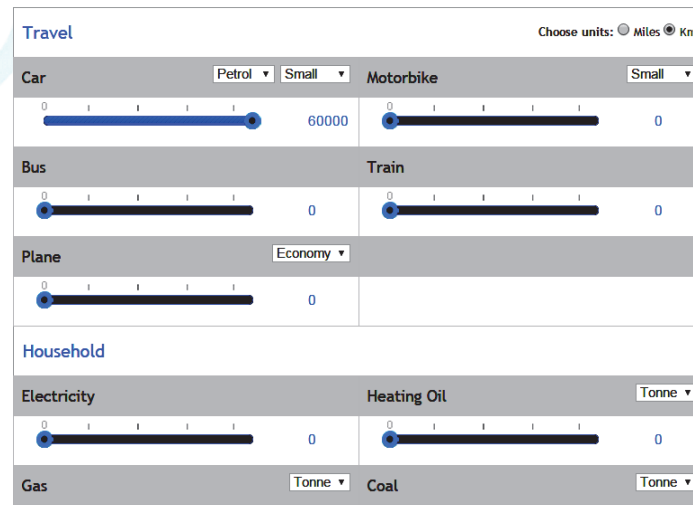 Travel Choose units: Miles Km
Car Petrol Small Motorbike Small
0 60000 0 0
Bus Train
0 0 0 0
Plane Economy
0 0
Household
Electricity Heating Oil Tonne
0 0 0 0
Gas Tonne Coal Tonne